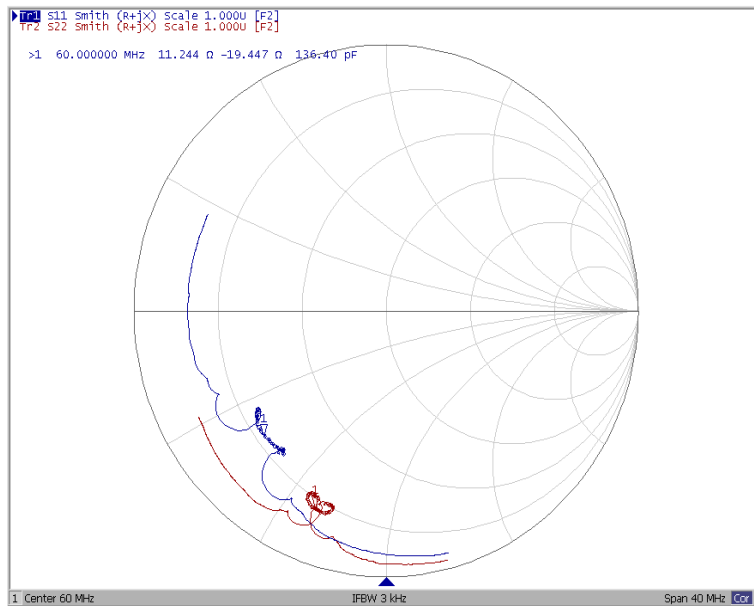 Tr1 S11 Smith (R+jX) Scale 1.000U [F2]
Tr2 S22 Smith (R+jX) Scale 1.000U [F2]
>1 60.000000 MHz 11.244 Ω -19.447 Ω 136.40 pF
1
1
1 Center 60 MHz IFBW 3 kHz Span 40 MHz Cor